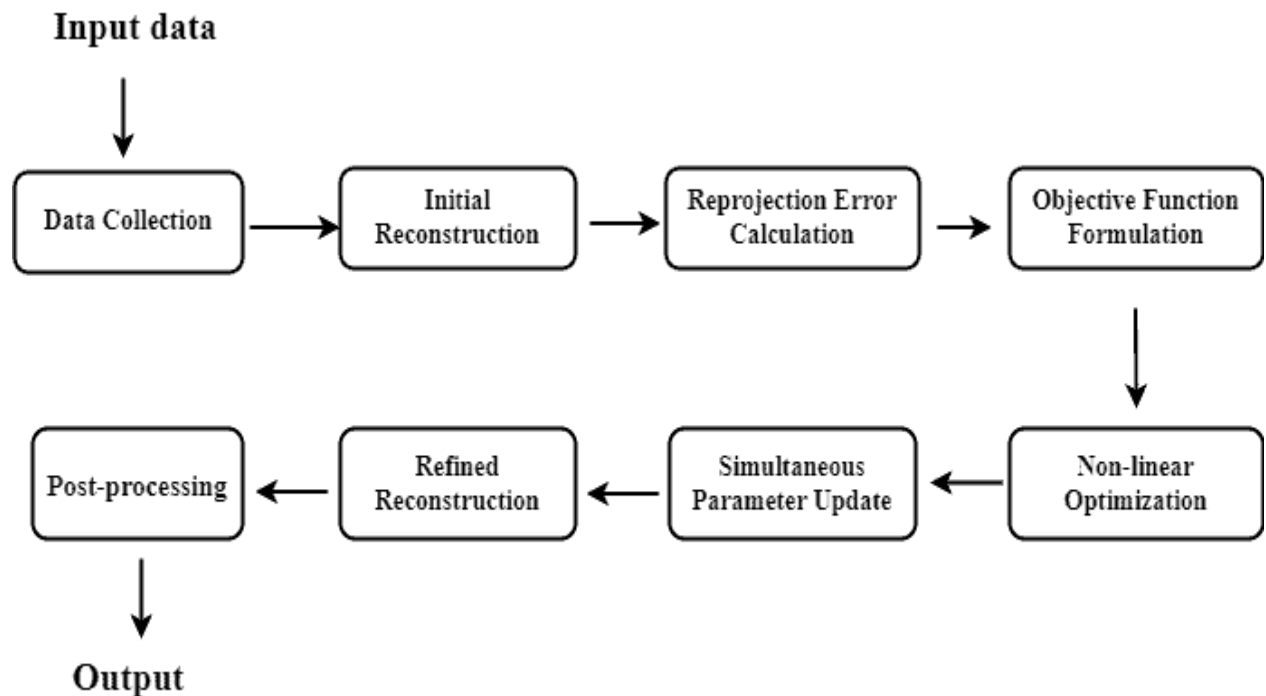 Input data
Data Collection
Initial
Reconstruction
Reprojection Error
Calculation
Objective Function
Formulation
Non-linear
Optimization
Simultaneous
Parameter Update
Refined
Reconstruction
Post-processing
Output